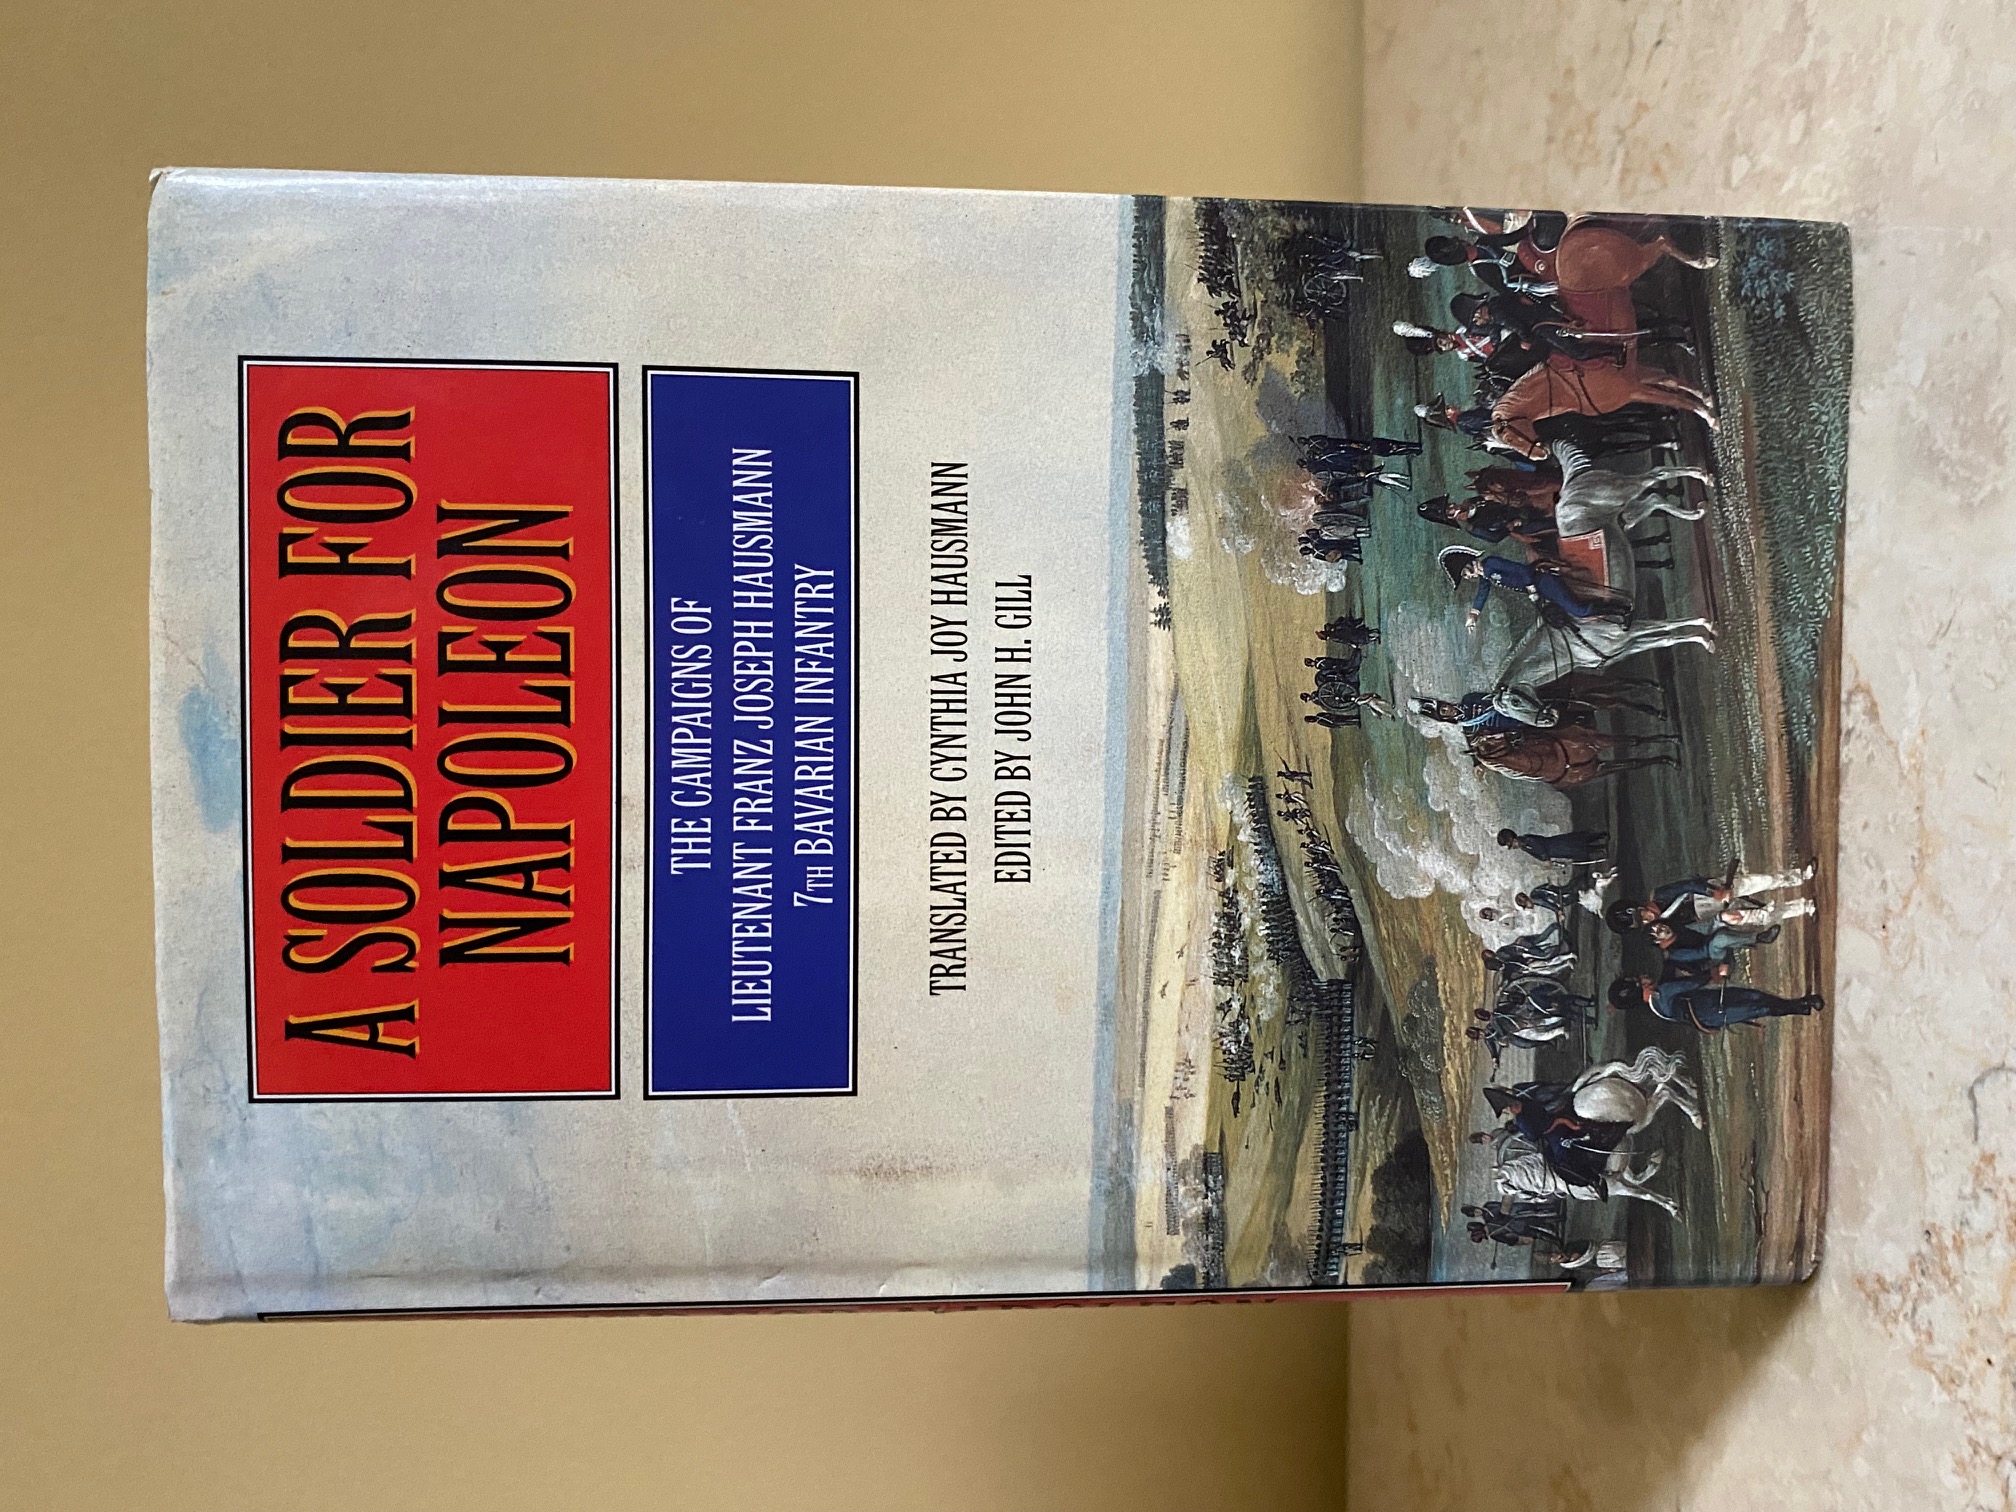 A SOLDIER FOR
NAPOLEON
THE CAMPAIGNS OF
LIEUTENANT FRANZ JOSEPH HAUSMANN
7TH BAVARIAN INFANTRY
TRANSLATED BY CYNTHIA JOY HAUSMANN
EDITED BY JOHN H. GILL